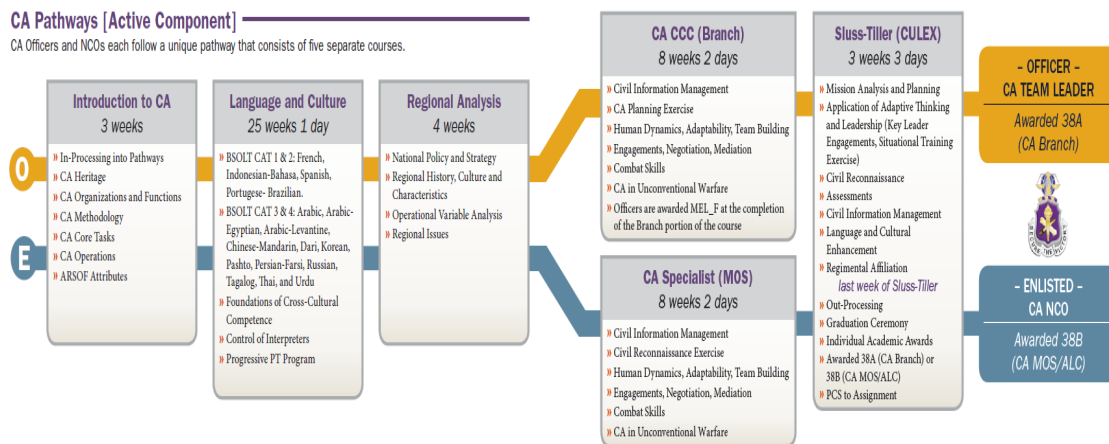 CA Pathways [Active Component]
CA Officers and NCOs each follow a unique pathway that consists of five separate courses.
O
E
Introduction to CA
3 weeks
» In-Processing into Pathways
» CA Heritage
» CA Organizations and Functions
» CA Methodology
» CA Core Tasks
» CA Operations
» ARSOF Attributes
Language and Culture
25 weeks 1 day
» BSOLT CAT 1 & 2: French,
Indonesian-Bahasa, Spanish,
Portugese- Brazilian.
» BSOLT CAT 3 & 4: Arabic, Arabic-
Egyptian, Arabic-Levantine,
Chinese-Mandarin, Dari, Korean,
Pashto, Persian-Farsi, Russian,
Tagalog, Thai, and Urdu
» Foundations of Cross-Cultural
Competence
» Control of Interpreters
» Progressive PT Program
Regional Analysis
4 weeks
» National Policy and Strategy
» Regional History, Culture and
Characteristics
» Operational Variable Analysis
» Regional Issues
CA CCC (Branch)
8 weeks 2 days
» Civil Information Management
» CA Planning Exercise
» Human Dynamics, Adaptability, Team Building
» Engagements, Negotiation, Mediation
» Combat Skills
» CA in Unconventional Warfare
» Officers are awarded MEL_F at the completion
of the Branch portion of the course
CA Specialist (MOS)
8 weeks 2 days
» Civil Information Management
» Civil Reconnaissance Exercise
» Human Dynamics, Adaptability, Team Building
» Engagements, Negotiation, Mediation
» Combat Skills
» CA in Unconventional Warfare
Sluss-Tiller (CULEX)
3 weeks 3 days
» Mission Analysis and Planning
» Application of Adaptive Thinking
and Leadership (Key Leader
Engagements, Situational Training
Exercise)
» Civil Reconnaissance
» Assessments
» Civil Information Management
» Language and Cultural
Enhancement
» Regimental Affiliation
last week of Sluss-Tiller
» Out-Processing
» Graduation Ceremony
» Individual Academic Awards
» Awarded 38A (CA Branch) or
38B (CA MOS/ALC)
» PCS to Assignment
– OFFICER –
CA TEAM LEADER
Awarded 38A
(CA Branch)
SECURE THE VICTORY
– ENLISTED –
CA NCO
Awarded 38B
(CA MOS/ALC)